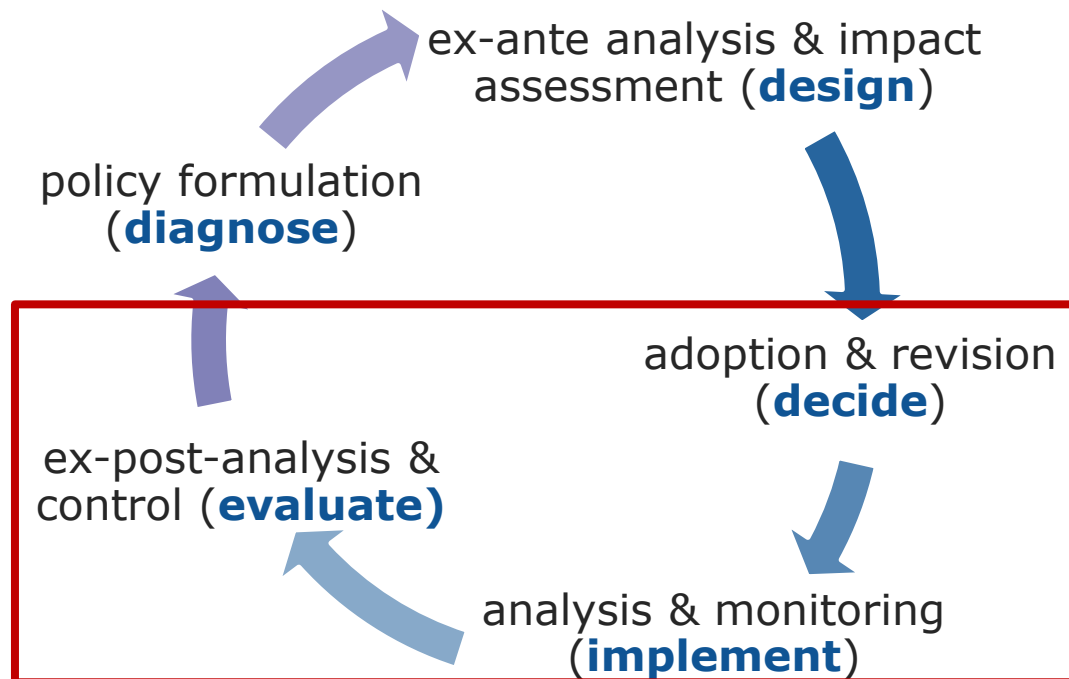 ex-ante analysis & impact
assessment (design)
policy formulation
(diagnose)
adoption & revision
(decide)
ex-post-analysis &
control (evaluate)
analysis & monitoring
(implement)